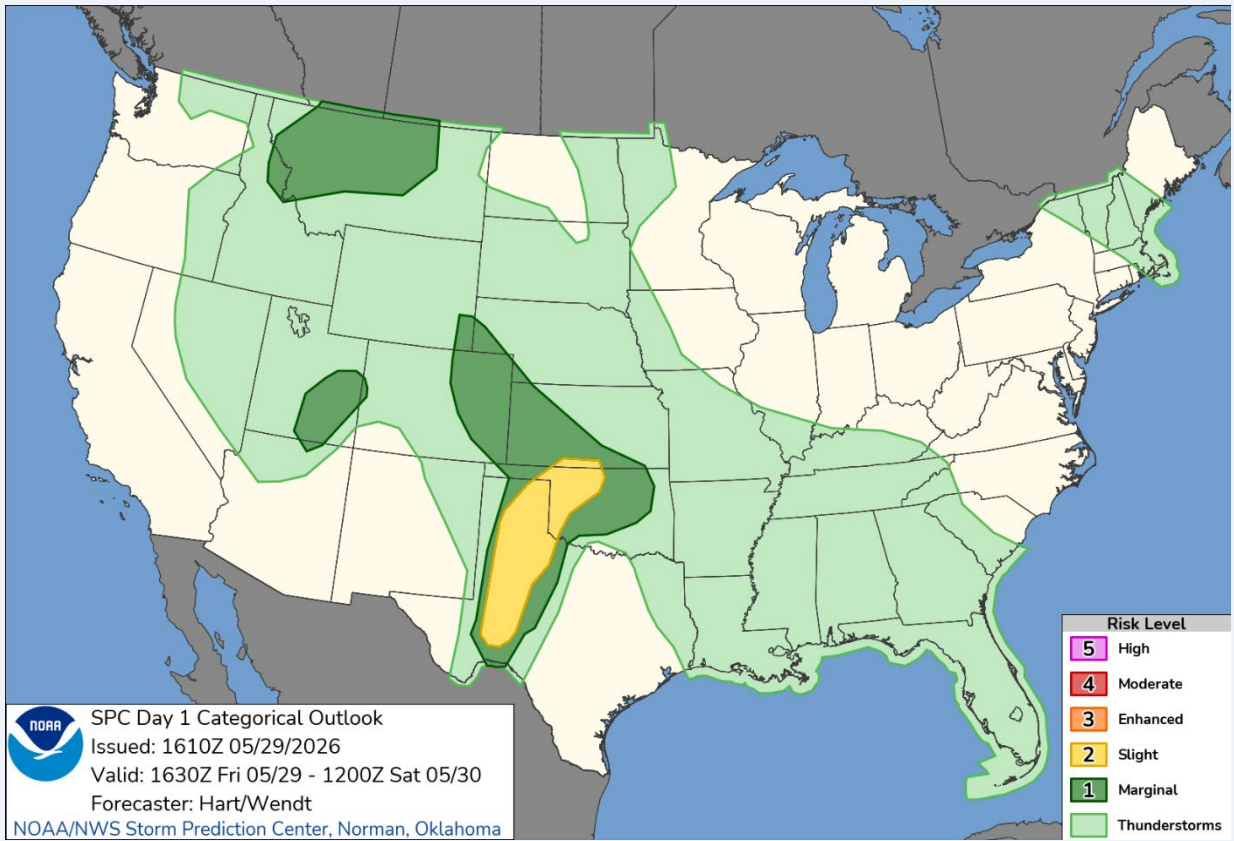 Risk Level
5 High
4 Moderate
3 Enhanced
2 Slight
1 Marginal
Thunderstorms
NOAA
SPC Day 1 Categorical Outlook
Issued: 1610Z 05/29/2026
Valid: 1630Z Fri 05/29 - 1200Z Sat 05/30
Forecaster: Hart/Wendt
NOAA/NWS Storm Prediction Center, Norman, Oklahoma